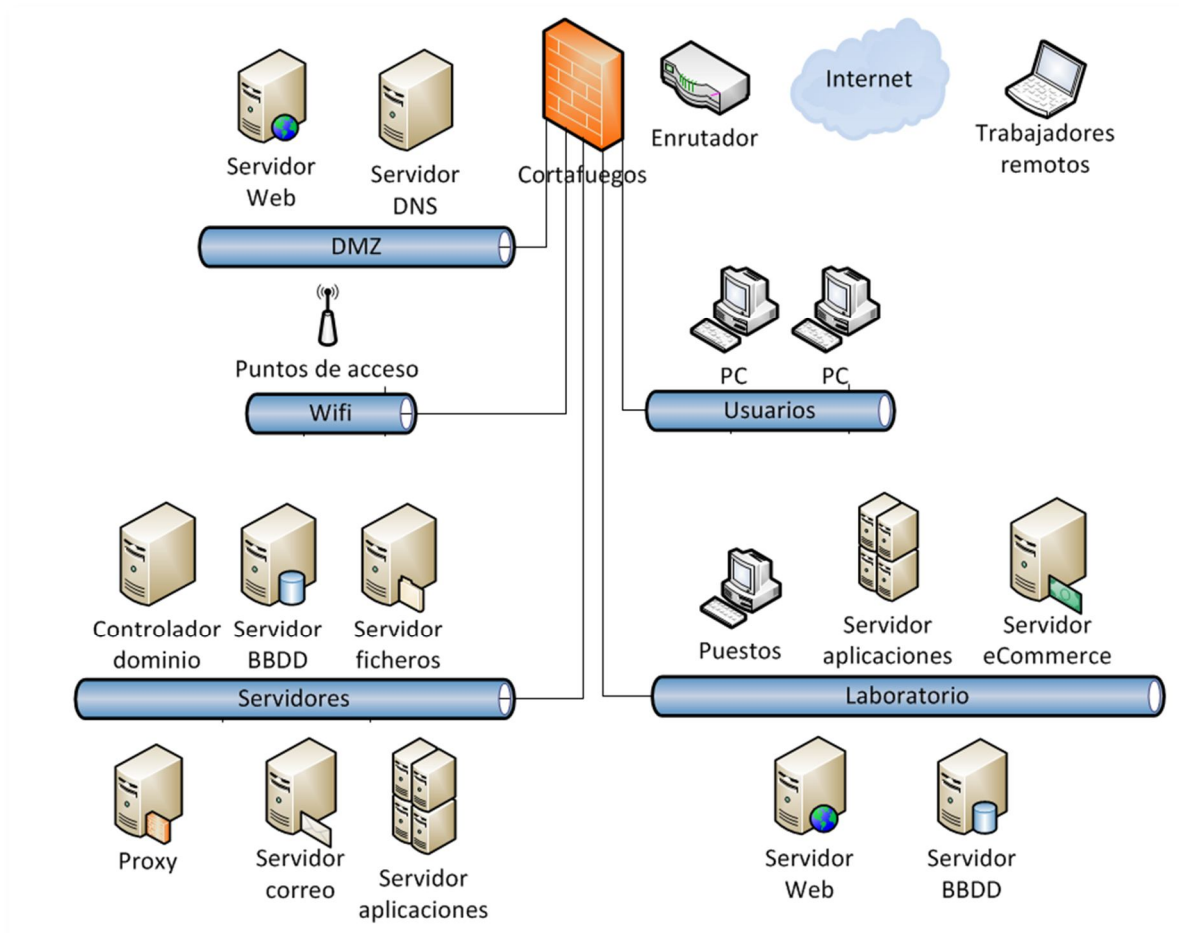 Servidor
Web
Servidor
DNS
Cortafuegos
Enrutador
Internet
Trabajadores
remotos
DMZ
Puntos de acceso
Wifi
PC
PC
Usuarios
Controlador
dominio
Servidor
BBDD
Servidor
ficheros
Servidores
Proxy
Servidor
correo
Servidor
aplicaciones
Puestos
Servidor
aplicaciones
Servidor
eCommerce
Laboratorio
Servidor
Web
Servidor
BBDD